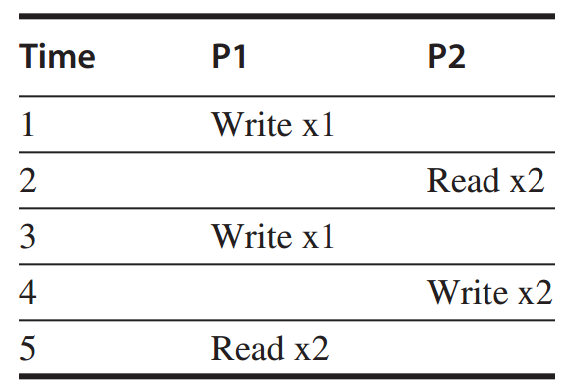 Time P1 P2
1 Write x1
2 Read x2
3 Write x1
4 Write x2
5 Read x2